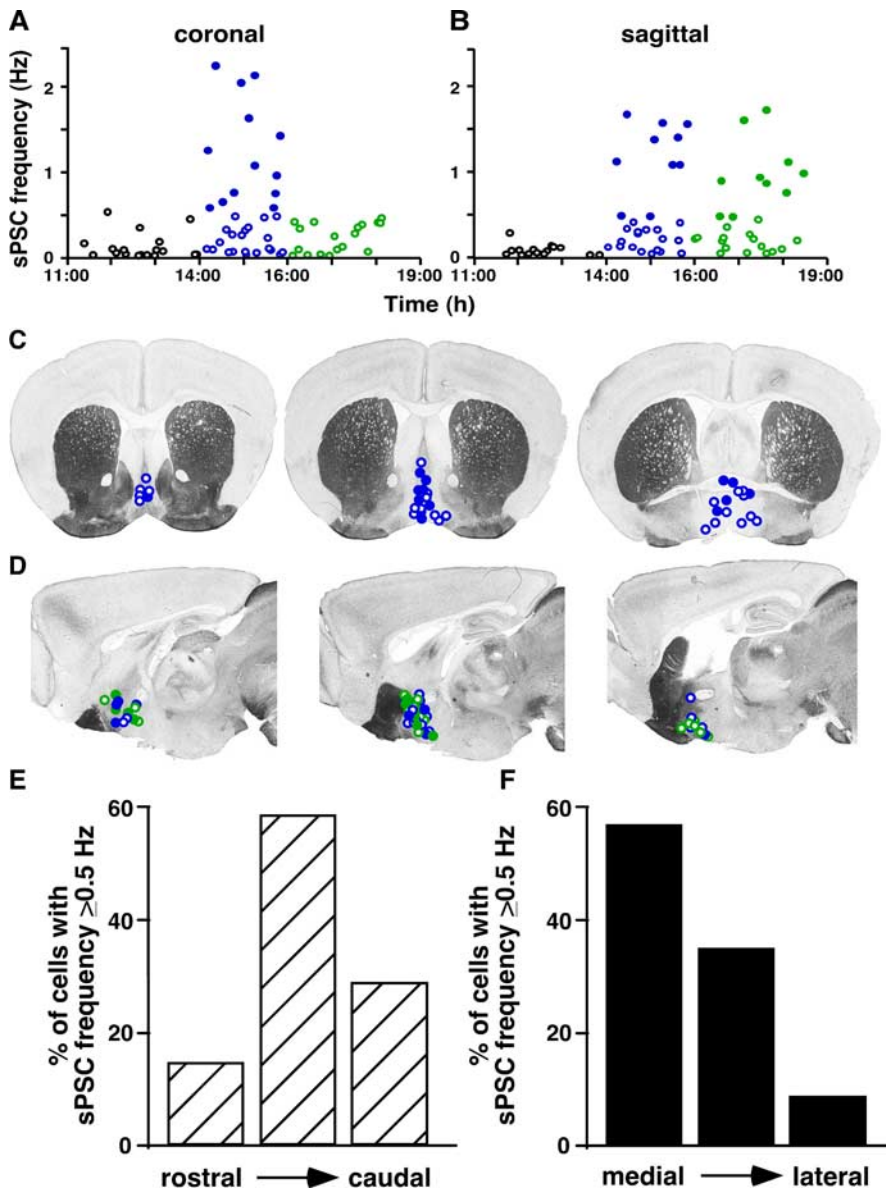 A
coronal
B
sagittal
sPSC frequency (Hz)
2
1
0
2
1
0
11:00
14:00
16:00
19:00
11:00
14:00
16:00
19:00
Time (h)
C
D
E
F
% of cells with
sPSC frequency ≥0.5 Hz
60
40
20
0
rostral
caudal
% of cells with
sPSC frequency ≥0.5 Hz
60
40
20
0
medial
lateral